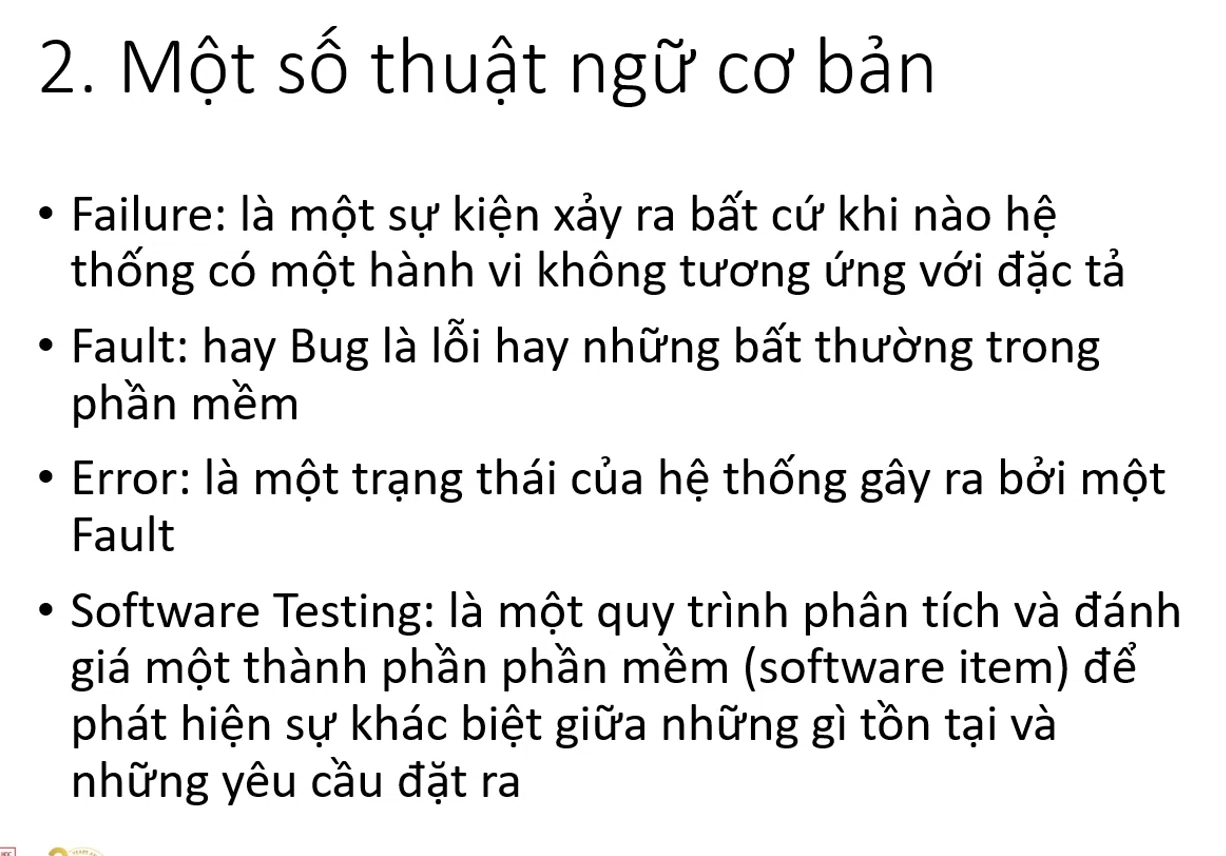 2. Một số thuật ngữ cơ bản
• Failure: là một sự kiện xảy ra bất cứ khi nào hệ
thống có một hành vi không tương ứng với đặc tả
• Fault: hay Bug là lỗi hay những bất thường trong
phần mềm
• Error: là một trạng thái của hệ thống gây ra bởi một
Fault
• Software Testing: là một quy trình phân tích và đánh
giá một thành phần phần mềm (software item) để
phát hiện sự khác biệt giữa những gì tồn tại và
những yêu cầu đặt ra